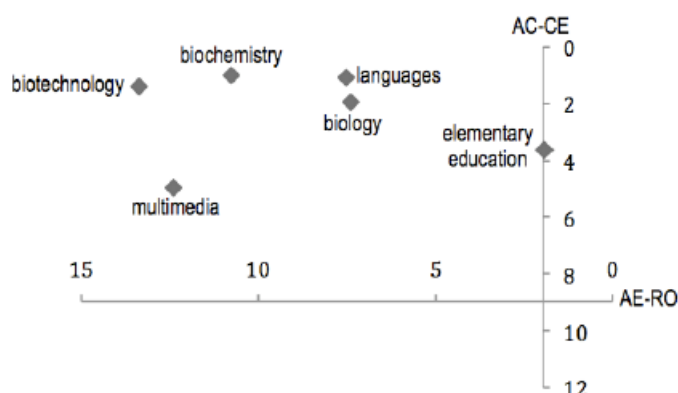 AC-CE
0
biochemistry
biotechnology
languages
2
biology
elementary
education
4
multimedia
6
15
10
5
8
0
AE-RO
10
12